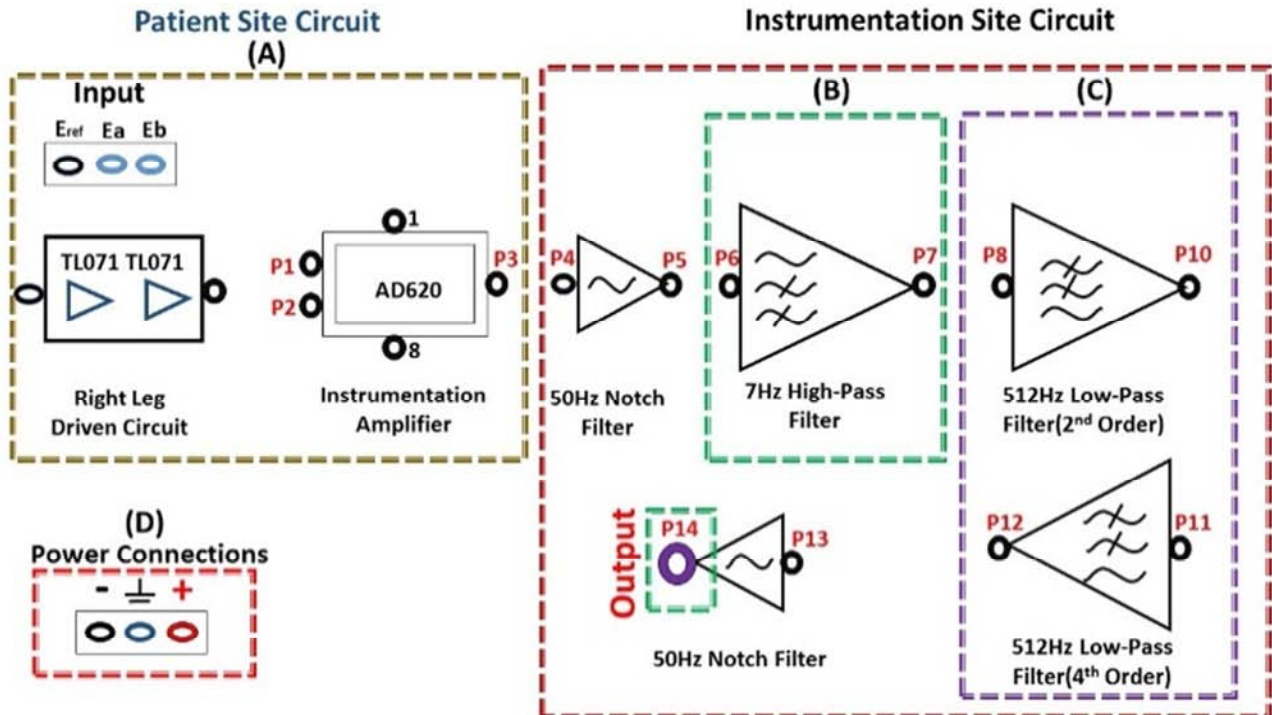 Patient Site Circuit
(A)
Input
Eref Ea Eb
TL071 TL071
Right Leg
Driven Circuit
1
P1
P2
P3
AD620
8
Instrumentation
Amplifier
Instrumentation Site Circuit
P4
P5
50Hz Notch
Filter
(B)
P6
P7
7Hz High-Pass
Filter
(C)
P8
P10
512Hz Low-Pass
Filter(2nd Order)
P12
P11
512Hz Low-Pass
Filter(4th Order)
Output
P14
P13
50Hz Notch Filter
(D)
Power Connections
- +